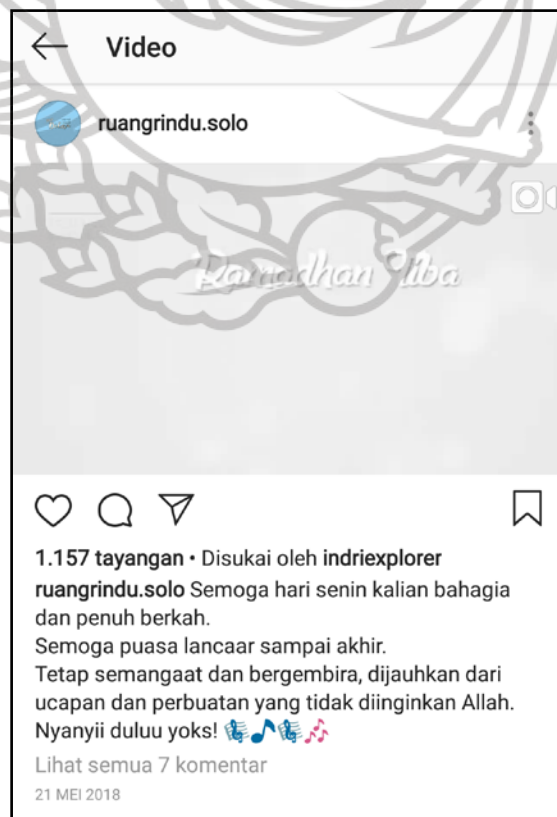 Video
ruangrindu.solo
Ramadhan Tiba
1.157 tayangan • Disukai oleh indriexplorer
ruangrindu.solo Semoga hari senin kalian bahagia
dan penuh berkah.
Semoga puasa lancaar sampai akhir.
Tetap semangaat dan bergembira, dijauhkan dari
ucapan dan perbuatan yang tidak diinginkan Allah.
Nyanyii duluu yoks! 🎼🎵🎼🎶
Lihat semua 7 komentar
21 MEI 2018